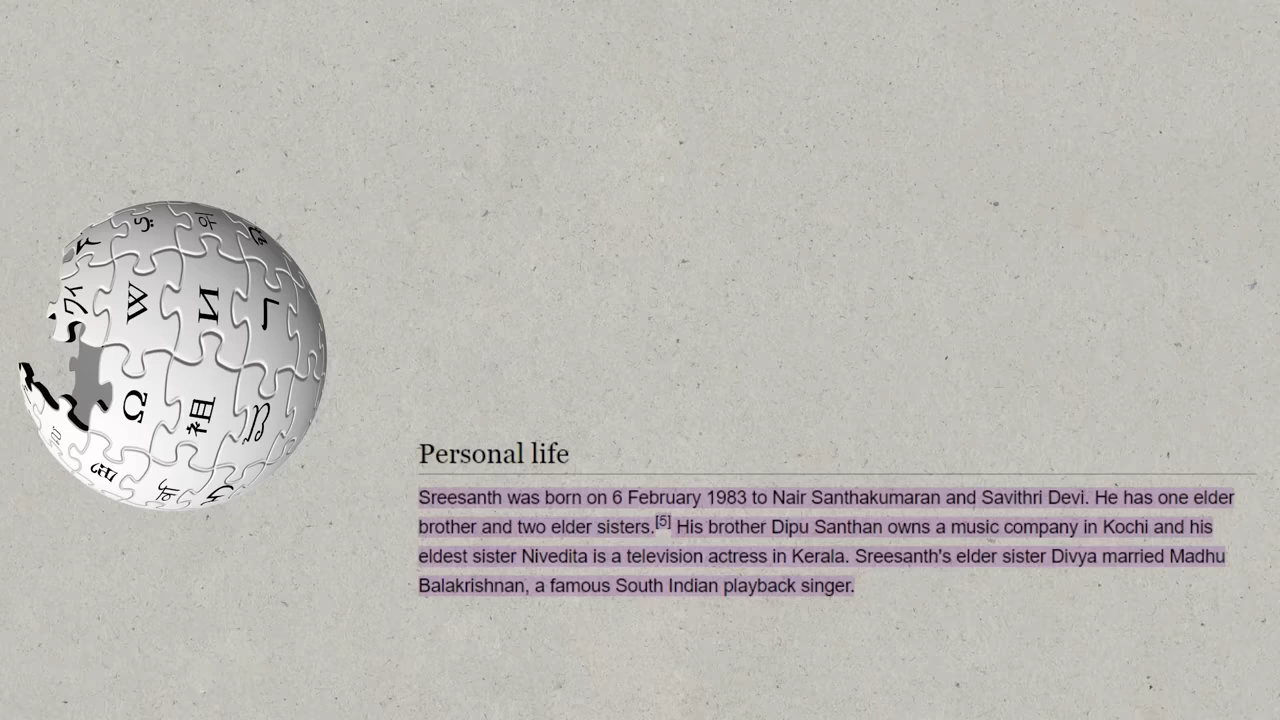 Personal life
Sreesanth was born on 6 February 1983 to Nair Santhakumaran and Savithri Devi. He has one elder
brother and two elder sisters.[5] His brother Dipu Santhan owns a music company in Kochi and his
eldest sister Nivedita is a television actress in Kerala. Sreesanth's elder sister Divya married Madhu
Balakrishnan, a famous South Indian playback singer.